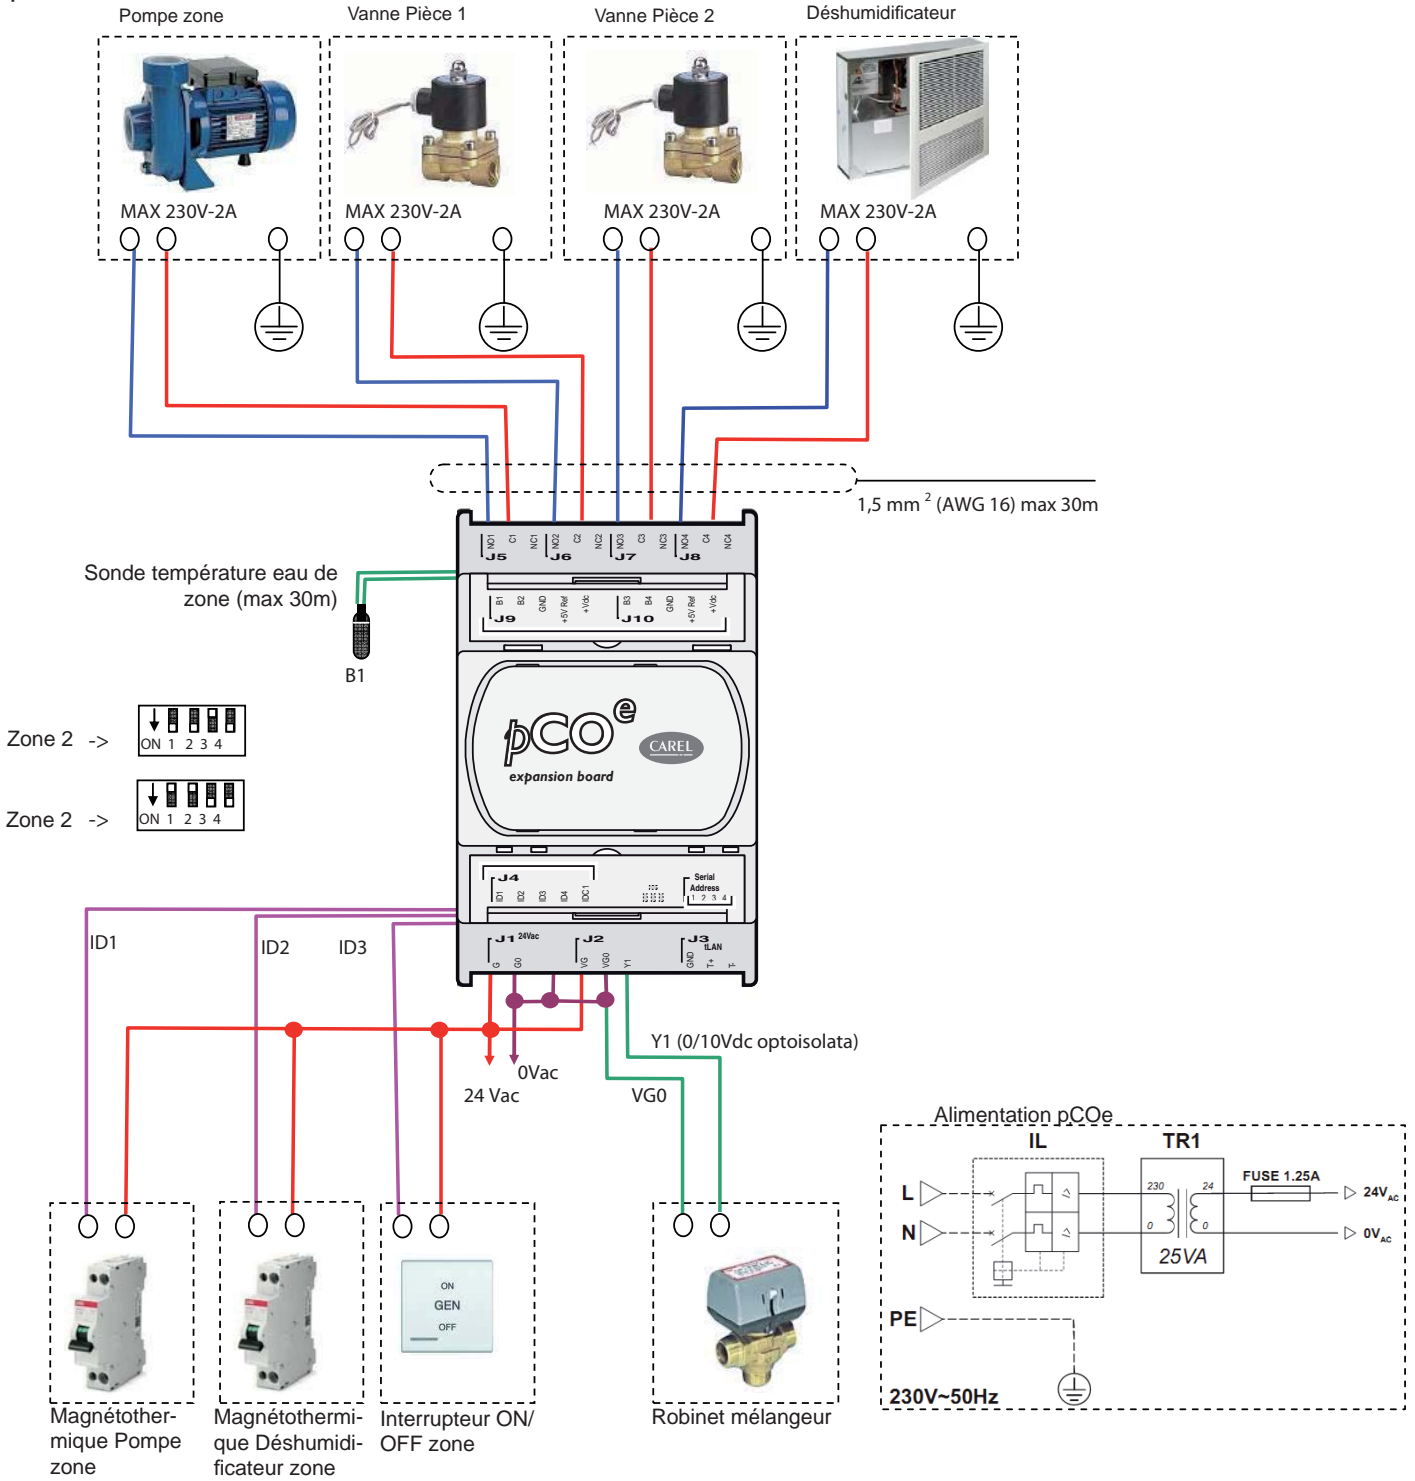 Pompe zone
Vanne Pièce 1
Vanne Pièce 2
Déshumidificateur
MAX 230V-2A
MAX 230V-2A
MAX 230V-2A
MAX 230V-2A
1,5 mm 2 (AWG 16) max 30m
NO1 C1 NC1 NO2 C2 NC2 NO3 C3 NC3 NO4 C4 NC4
J5 J6 J7 J8
Sonde température eau de
zone (max 30m)
B1
B1 B2 GND +5V Ref +Vdc B3 B4 GND +5V Ref +Vdc
J9 J10
pCOe
CAREL
expansion board
Zone 2 ->
ON 1 2 3 4
Zone 2 ->
ON 1 2 3 4
J4
ID1 ID2 ID3 ID4 IDC1
Serial
Address
1 2 3 4
J1 24Vac J2 J3 tLAN
G G0 VG VG0 Y1 GND T+ T-
ID1
ID2
ID3
Y1 (0/10Vdc optoisolata)
0Vac
24 Vac
VG0
ON
GEN
OFF
Magnétother-
mique Pompe
zone
Magnétothermi-
que Déshumidi-
ficateur zone
Interrupteur ON/
OFF zone
Robinet mélangeur
Alimentation pCOe
IL
TR1
FUSE 1.25A
L
N
230 24
0 0
25VA
24VAC
0VAC
PE
230V~50Hz